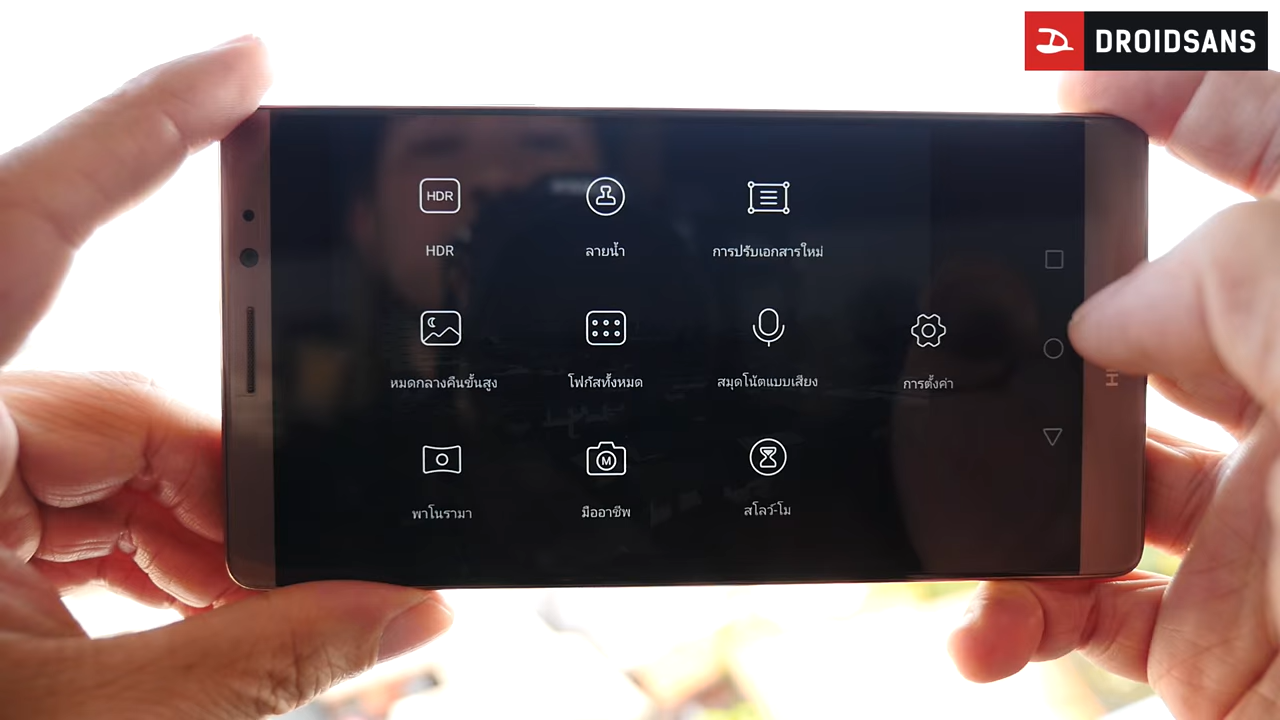 DROIDSANS
HDR
HDR
ลายน้ำ
การปรับเอกสารใหม่
หมดกลางคืนขั้นสูง
โฟกัสทั้งหมด
สมุดโน้ตแบบเสียง
การตั้งค่า
M
พาโนรามา
มืออาชีพ
สโลว์-โม